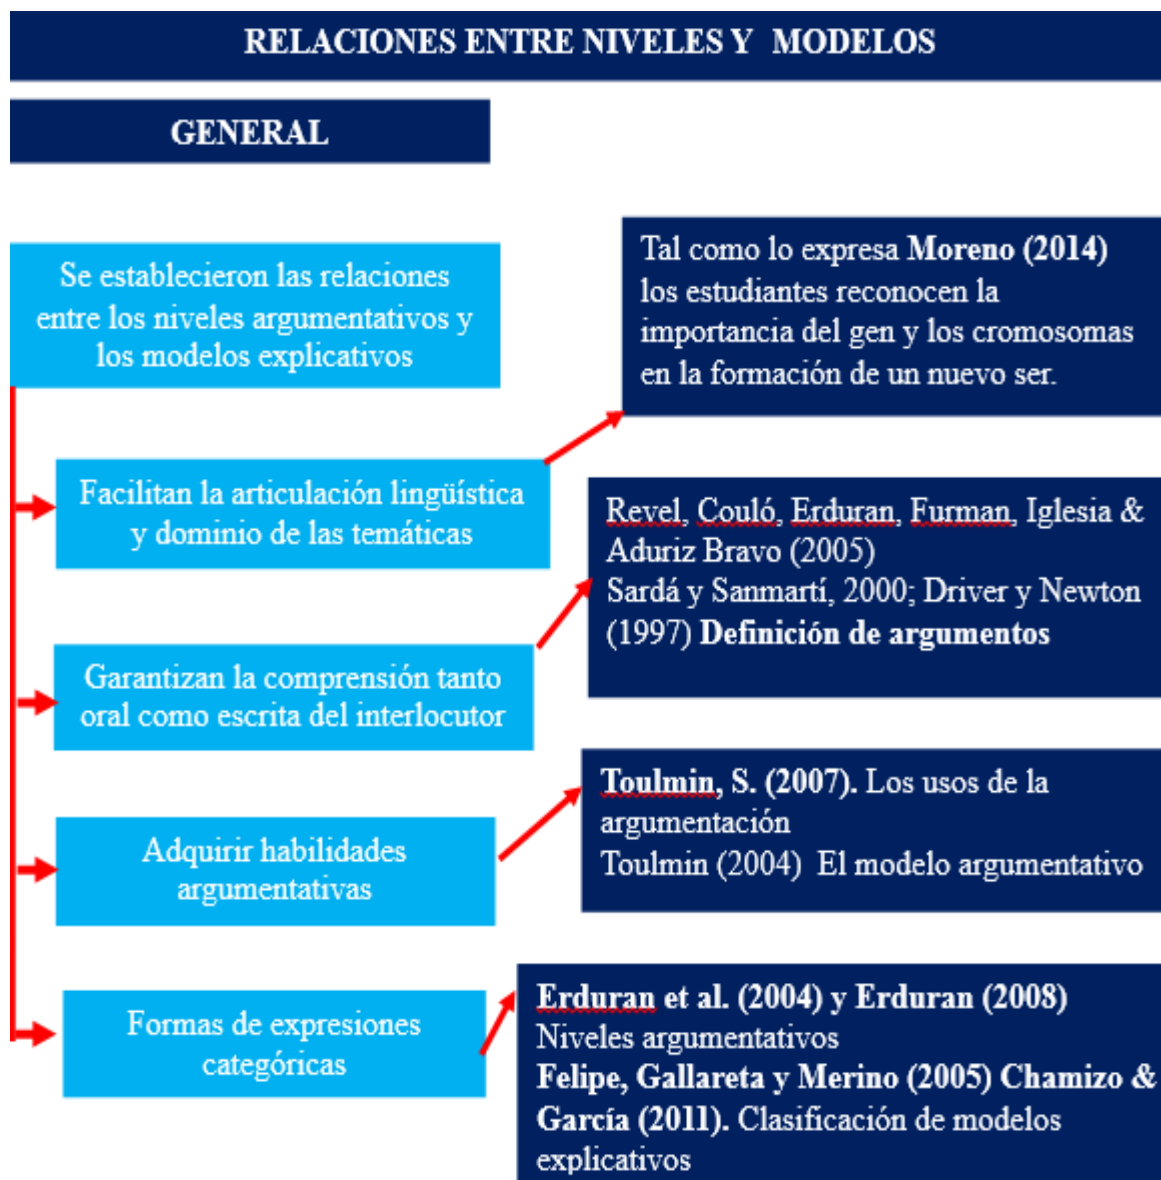 RELACIONES ENTRE NIVELES Y MODELOS
GENERAL
Se establecieron las relaciones
entre los niveles argumentativos y
los modelos explicativos
Tal como lo expresa Moreno (2014)
los estudiantes reconocen la
importancia del gen y los cromosomas
en la formación de un nuevo ser.
Facilitan la articulación lingüística
y dominio de las temáticas
Revel, Couló, Erduran, Furman, Iglesia &
Aduriz Bravo (2005)
Sardá y Sanmartí, 2000; Driver y Newton
(1997) Definición de argumentos
Garantizan la comprensión tanto
oral como escrita del interlocutor
Toulmin, S. (2007). Los usos de la
argumentación
Toulmin (2004) El modelo argumentativo
Adquirir habilidades
argumentativas
Erduran et al. (2004) y Erduran (2008)
Niveles argumentativos
Felipe, Gallareta y Merino (2005) Chamizo &
García (2011). Clasificación de modelos
explicativos
Formas de expresiones
categóricas